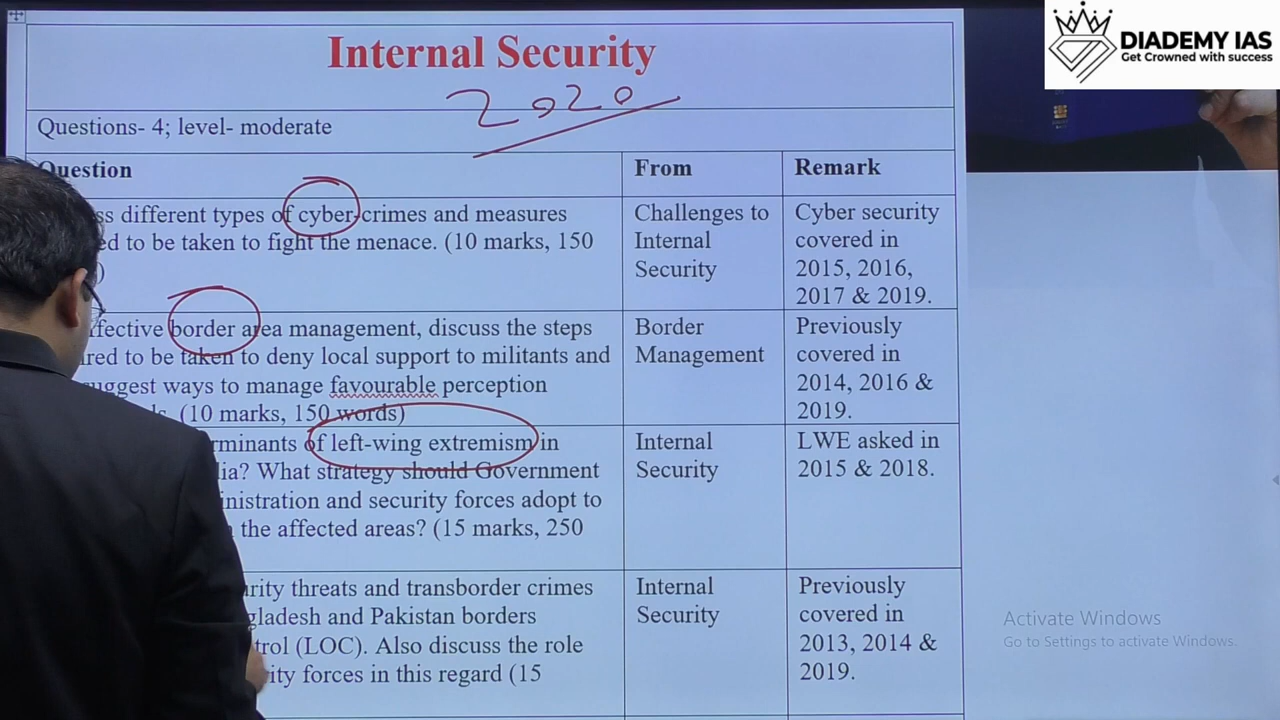 DIADEMY IAS
Get Crowned with success
Internal Security
2020
Questions- 4; level- moderate
Question From Remark
different types of cyber-crimes and measures
to be taken to fight the menace. (10 marks, 150
)
Challenges to
Internal
Security
Cyber security
covered in
2015, 2016,
2017 & 2019.
border area management, discuss the steps
to be taken to deny local support to militants and
ways to manage favourable perception
(10 marks, 150 words)
Border
Management
Previously
covered in
2014, 2016 &
2019.
of left-wing extremism in
What strategy should Government
and security forces adopt to
the affected areas? (15 marks, 250
Internal
Security
LWE asked in
2015 & 2018.
threats and transborder crimes
and Pakistan borders
(LOC). Also discuss the role
forces in this regard (15
Internal
Security
Previously
covered in
2013, 2014 &
2019.
Activate Windows
Go to Settings to activate Windows.